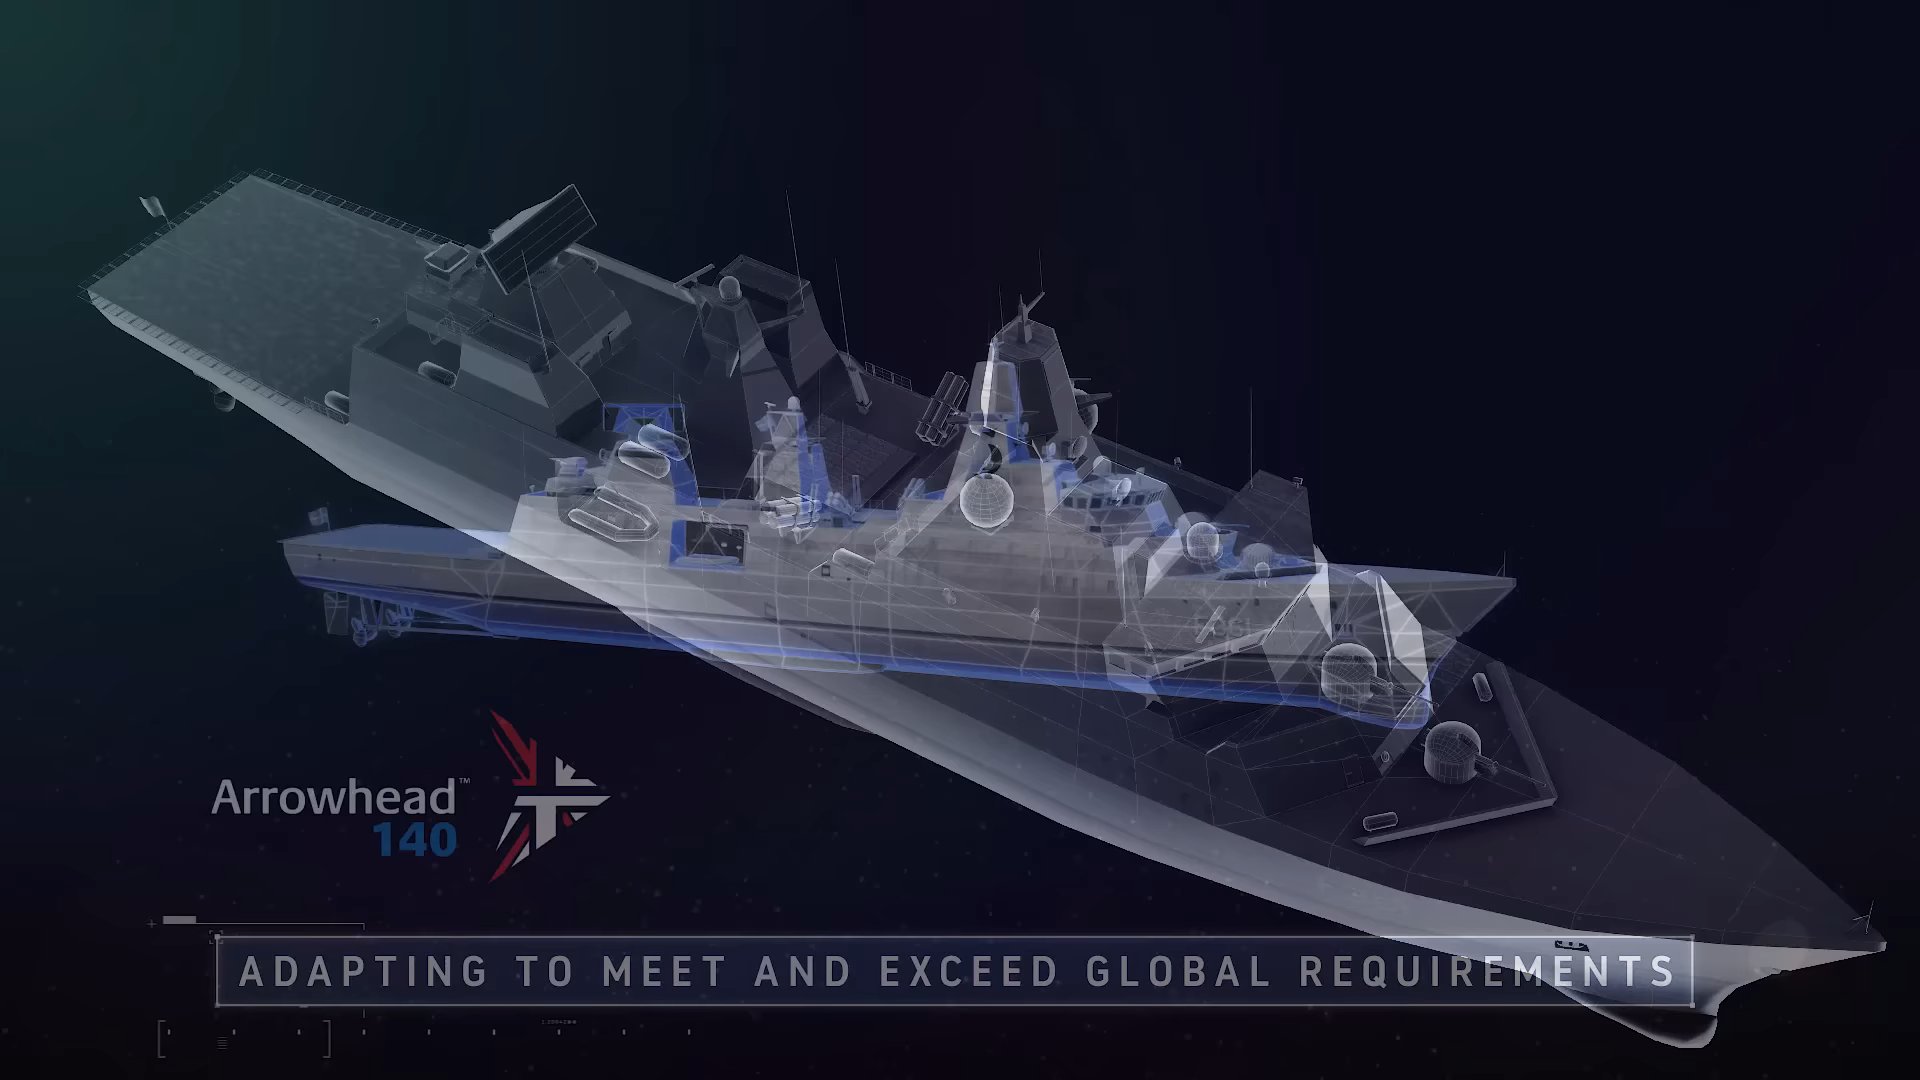 Arrowhead™
140
ADAPTING TO MEET AND EXCEED GLOBAL REQUIREMENTS